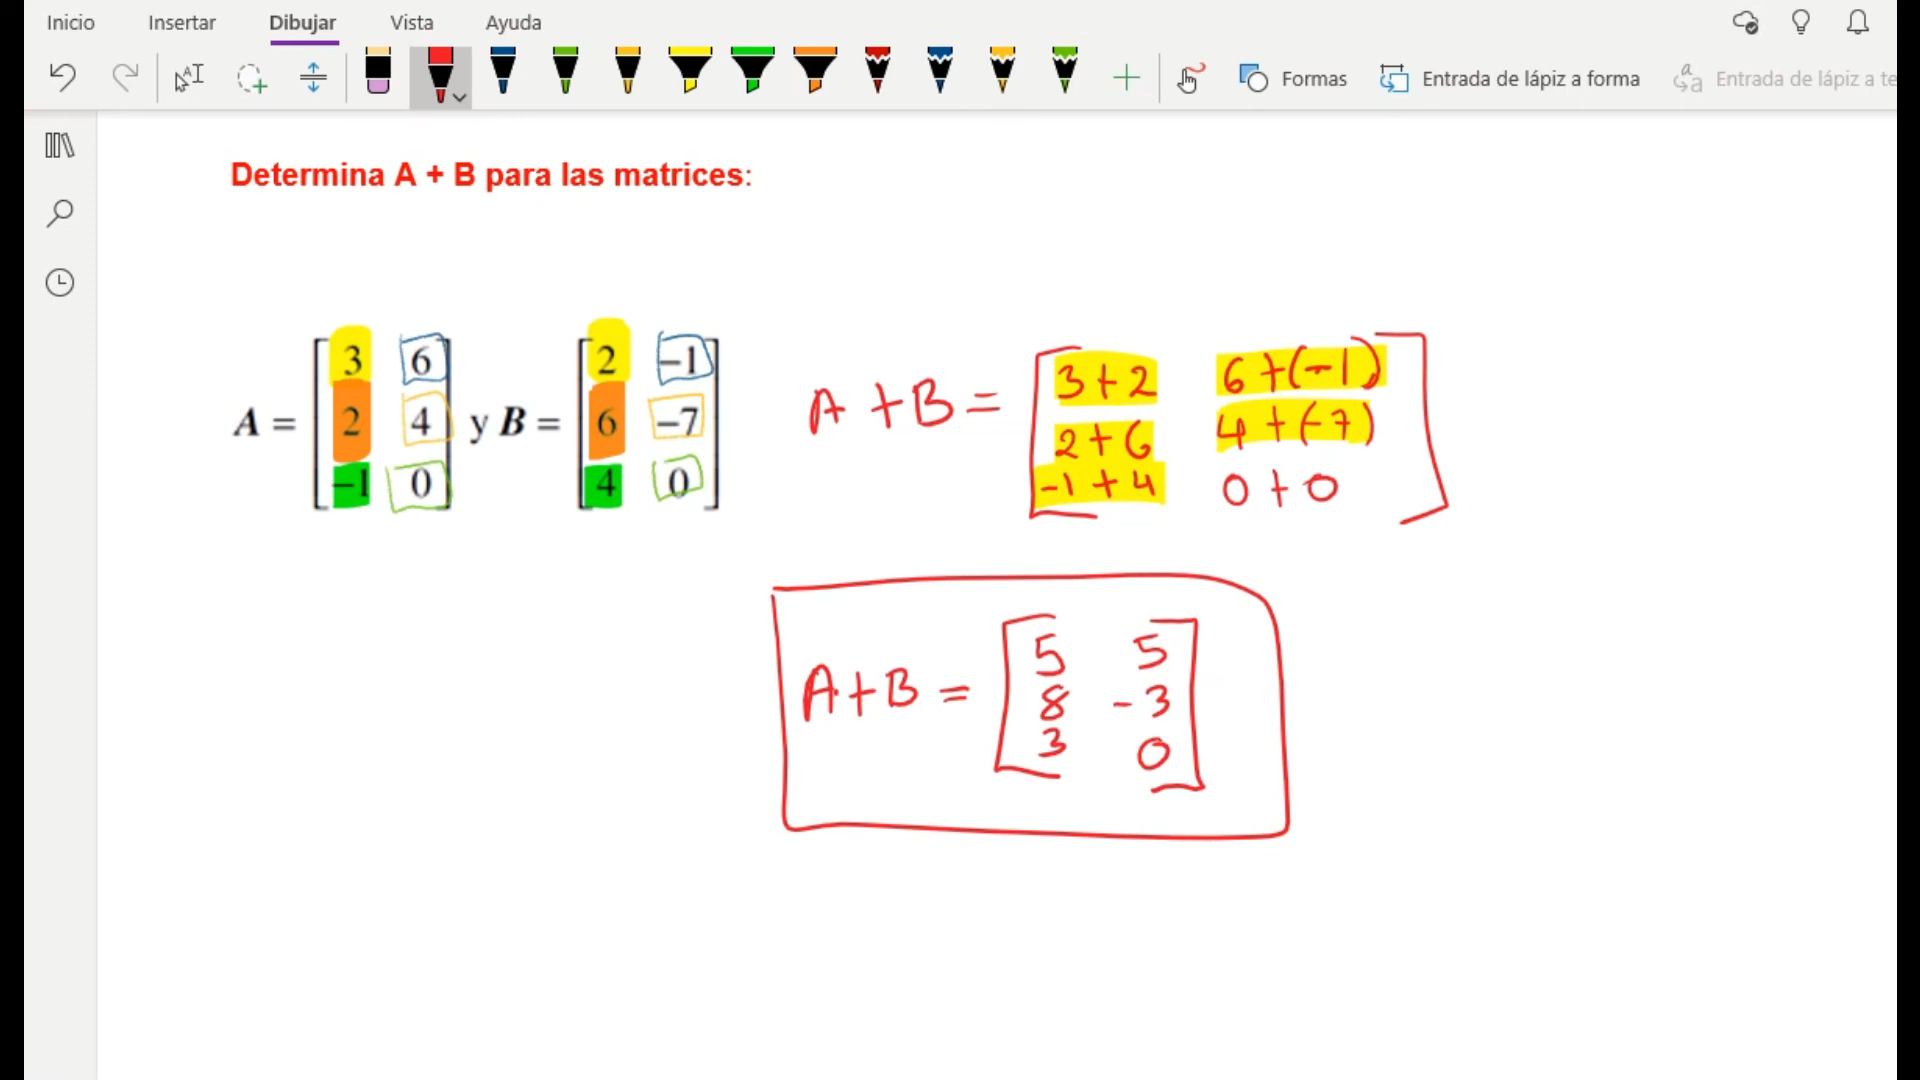 Inicio Insertar Dibujar Vista Ayuda
Formas Entrada de lápiz a forma Entrada de lápiz a te
Determina A + B para las matrices:
3 6 2 -1
A = 2 4 y B = 6 -7
-1 0 4 0
3+2 6+(-1)
A+B=
2+6 4+(-7)
-1+4 0+0
5 5
A+B = 8 -3
3 0